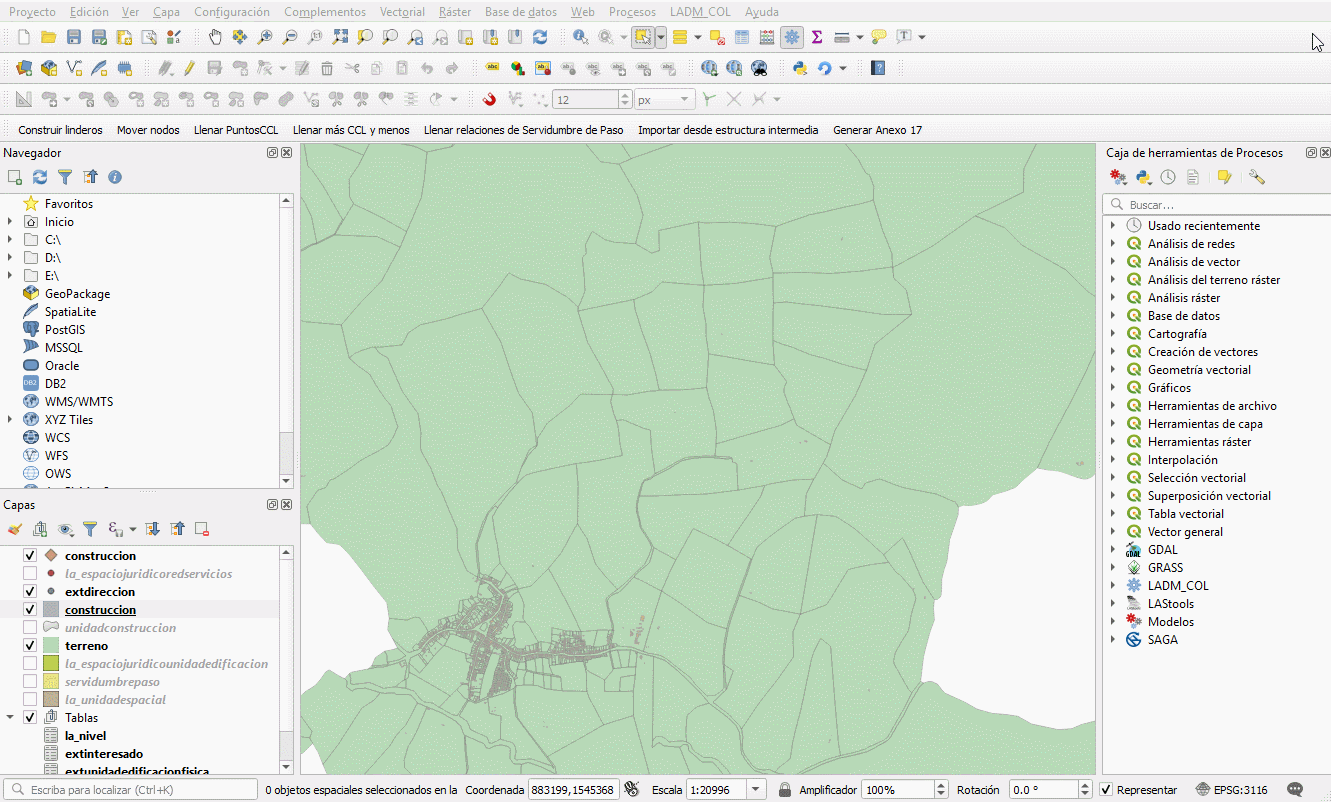 Proyecto Edición Ver Capa Configuración Complementos Vectorial Ráster Base de datos Web Procesos LADM_COL Ayuda
12 px
Construir linderos Mover nodos Llenar PuntosCCL Llenar más CCL y menos Llenar relaciones de Servidumbre de Paso Importar desde estructura intermedia Generar Anexo 17
Navegador
Favoritos
Inicio
C:\
D:\
E:\
GeoPackage
SpatiaLite
PostGIS
MSSQL
Oracle
DB2
WMS/WMTS
XYZ Tiles
WCS
WFS
OWS
Capas
construccion
la_espaciojuridicoredservicios
extdireccion
construccion
unidadconstruccion
terreno
la_espaciojuridicounidadedificacion
servidumbrepaso
la_unidadespacial
Tablas
la_nivel
extinteresado
extunidadedificacionfisica
Caja de herramientas de Procesos
Buscar...
Usado recientemente
Análisis de redes
Análisis de vector
Análisis del terreno ráster
Análisis ráster
Base de datos
Cartografía
Creación de vectores
Geometría vectorial
Gráficos
Herramientas de archivo
Herramientas de capa
Herramientas ráster
Interpolación
Selección vectorial
Superposición vectorial
Tabla vectorial
Vector general
GDAL
GRASS
LADM_COL
LAStools
Modelos
SAGA
Escriba para localizar (Ctrl+K) 0 objetos espaciales seleccionados en la Coordenada 883199,1545368 Escala 1:20996 Amplificador 100% Rotación 0.0 ° Representar EPSG:3116